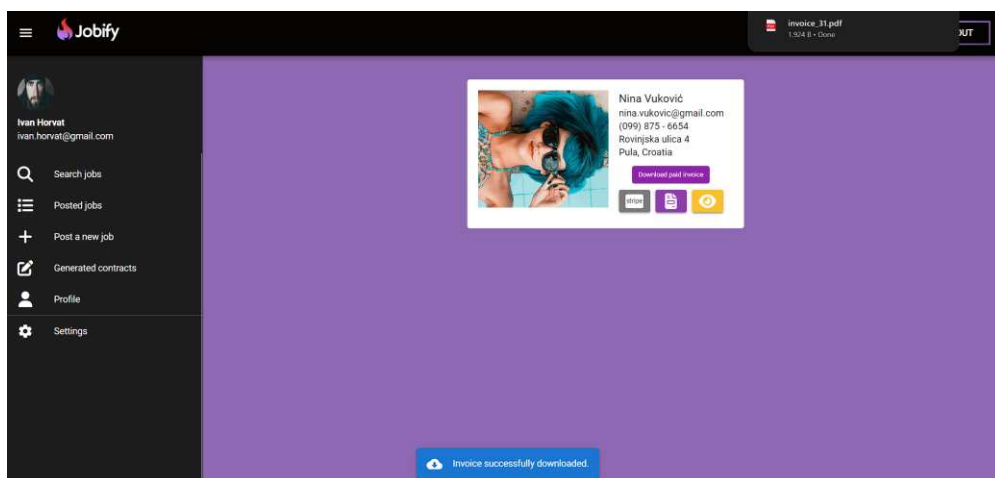 Jobify
invoice_31.pdf
1.924 B • Done
OUT
Ivan Horvat
ivan.horvat@gmail.com
Search jobs
Posted jobs
Post a new job
Generated contracts
Profile
Settings
Nina Vuković
nina.vukovic@gmail.com
(099) 875 - 6654
Rovinjska ulica 4
Pula, Croatia
Download paid invoice
stripe
Invoice successfully downloaded.